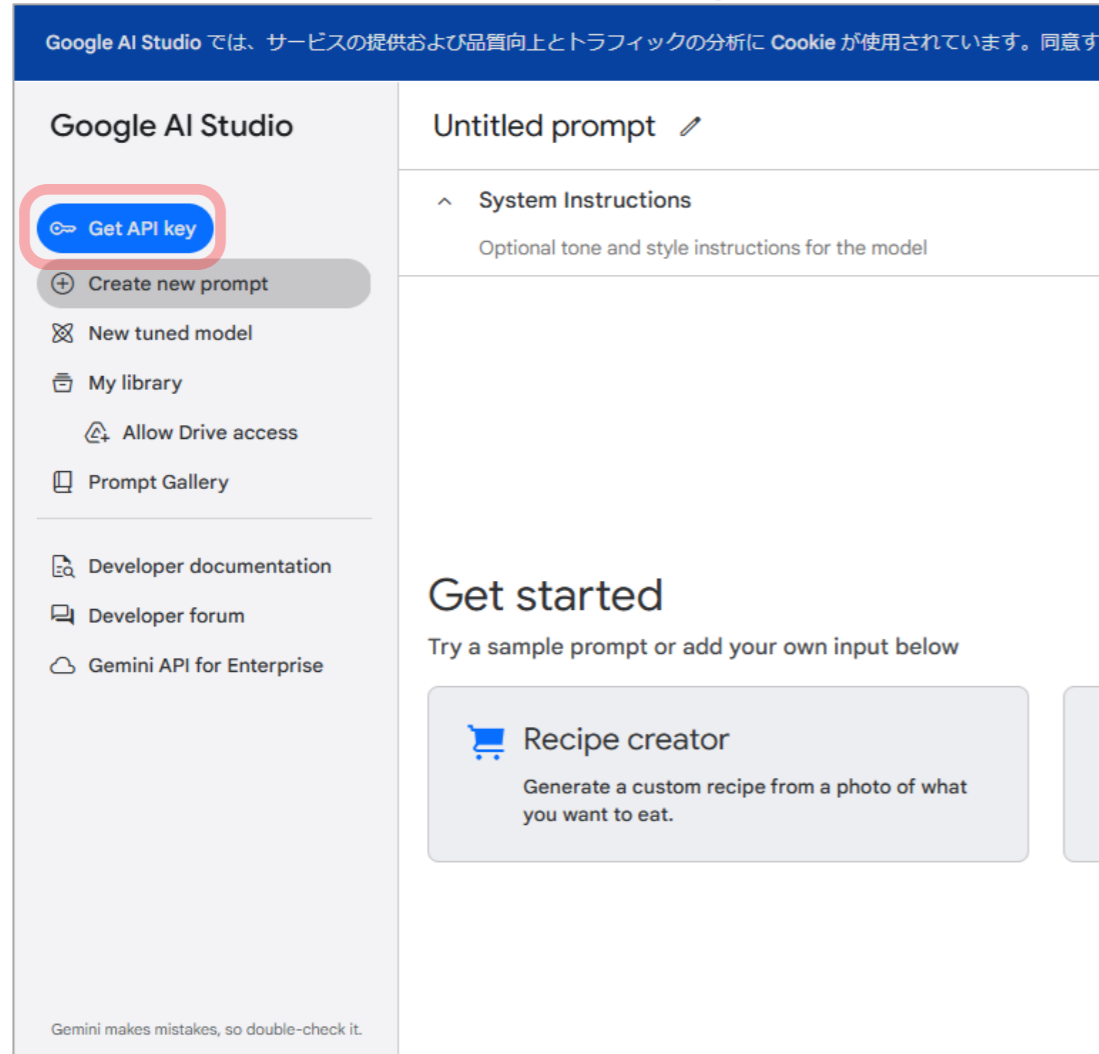 Google AI Studio では、サービスの提供および品質向上とトラフィックの分析に Cookie が使用されています。同意す
Google AI Studio
Untitled prompt
Get API key
System Instructions
Optional tone and style instructions for the model
Create new prompt
New tuned model
My library
Allow Drive access
Prompt Gallery
Developer documentation
Developer forum
Gemini API for Enterprise
Get started
Try a sample prompt or add your own input below
Recipe creator
Generate a custom recipe from a photo of what
you want to eat.
Gemini makes mistakes, so double-check it.